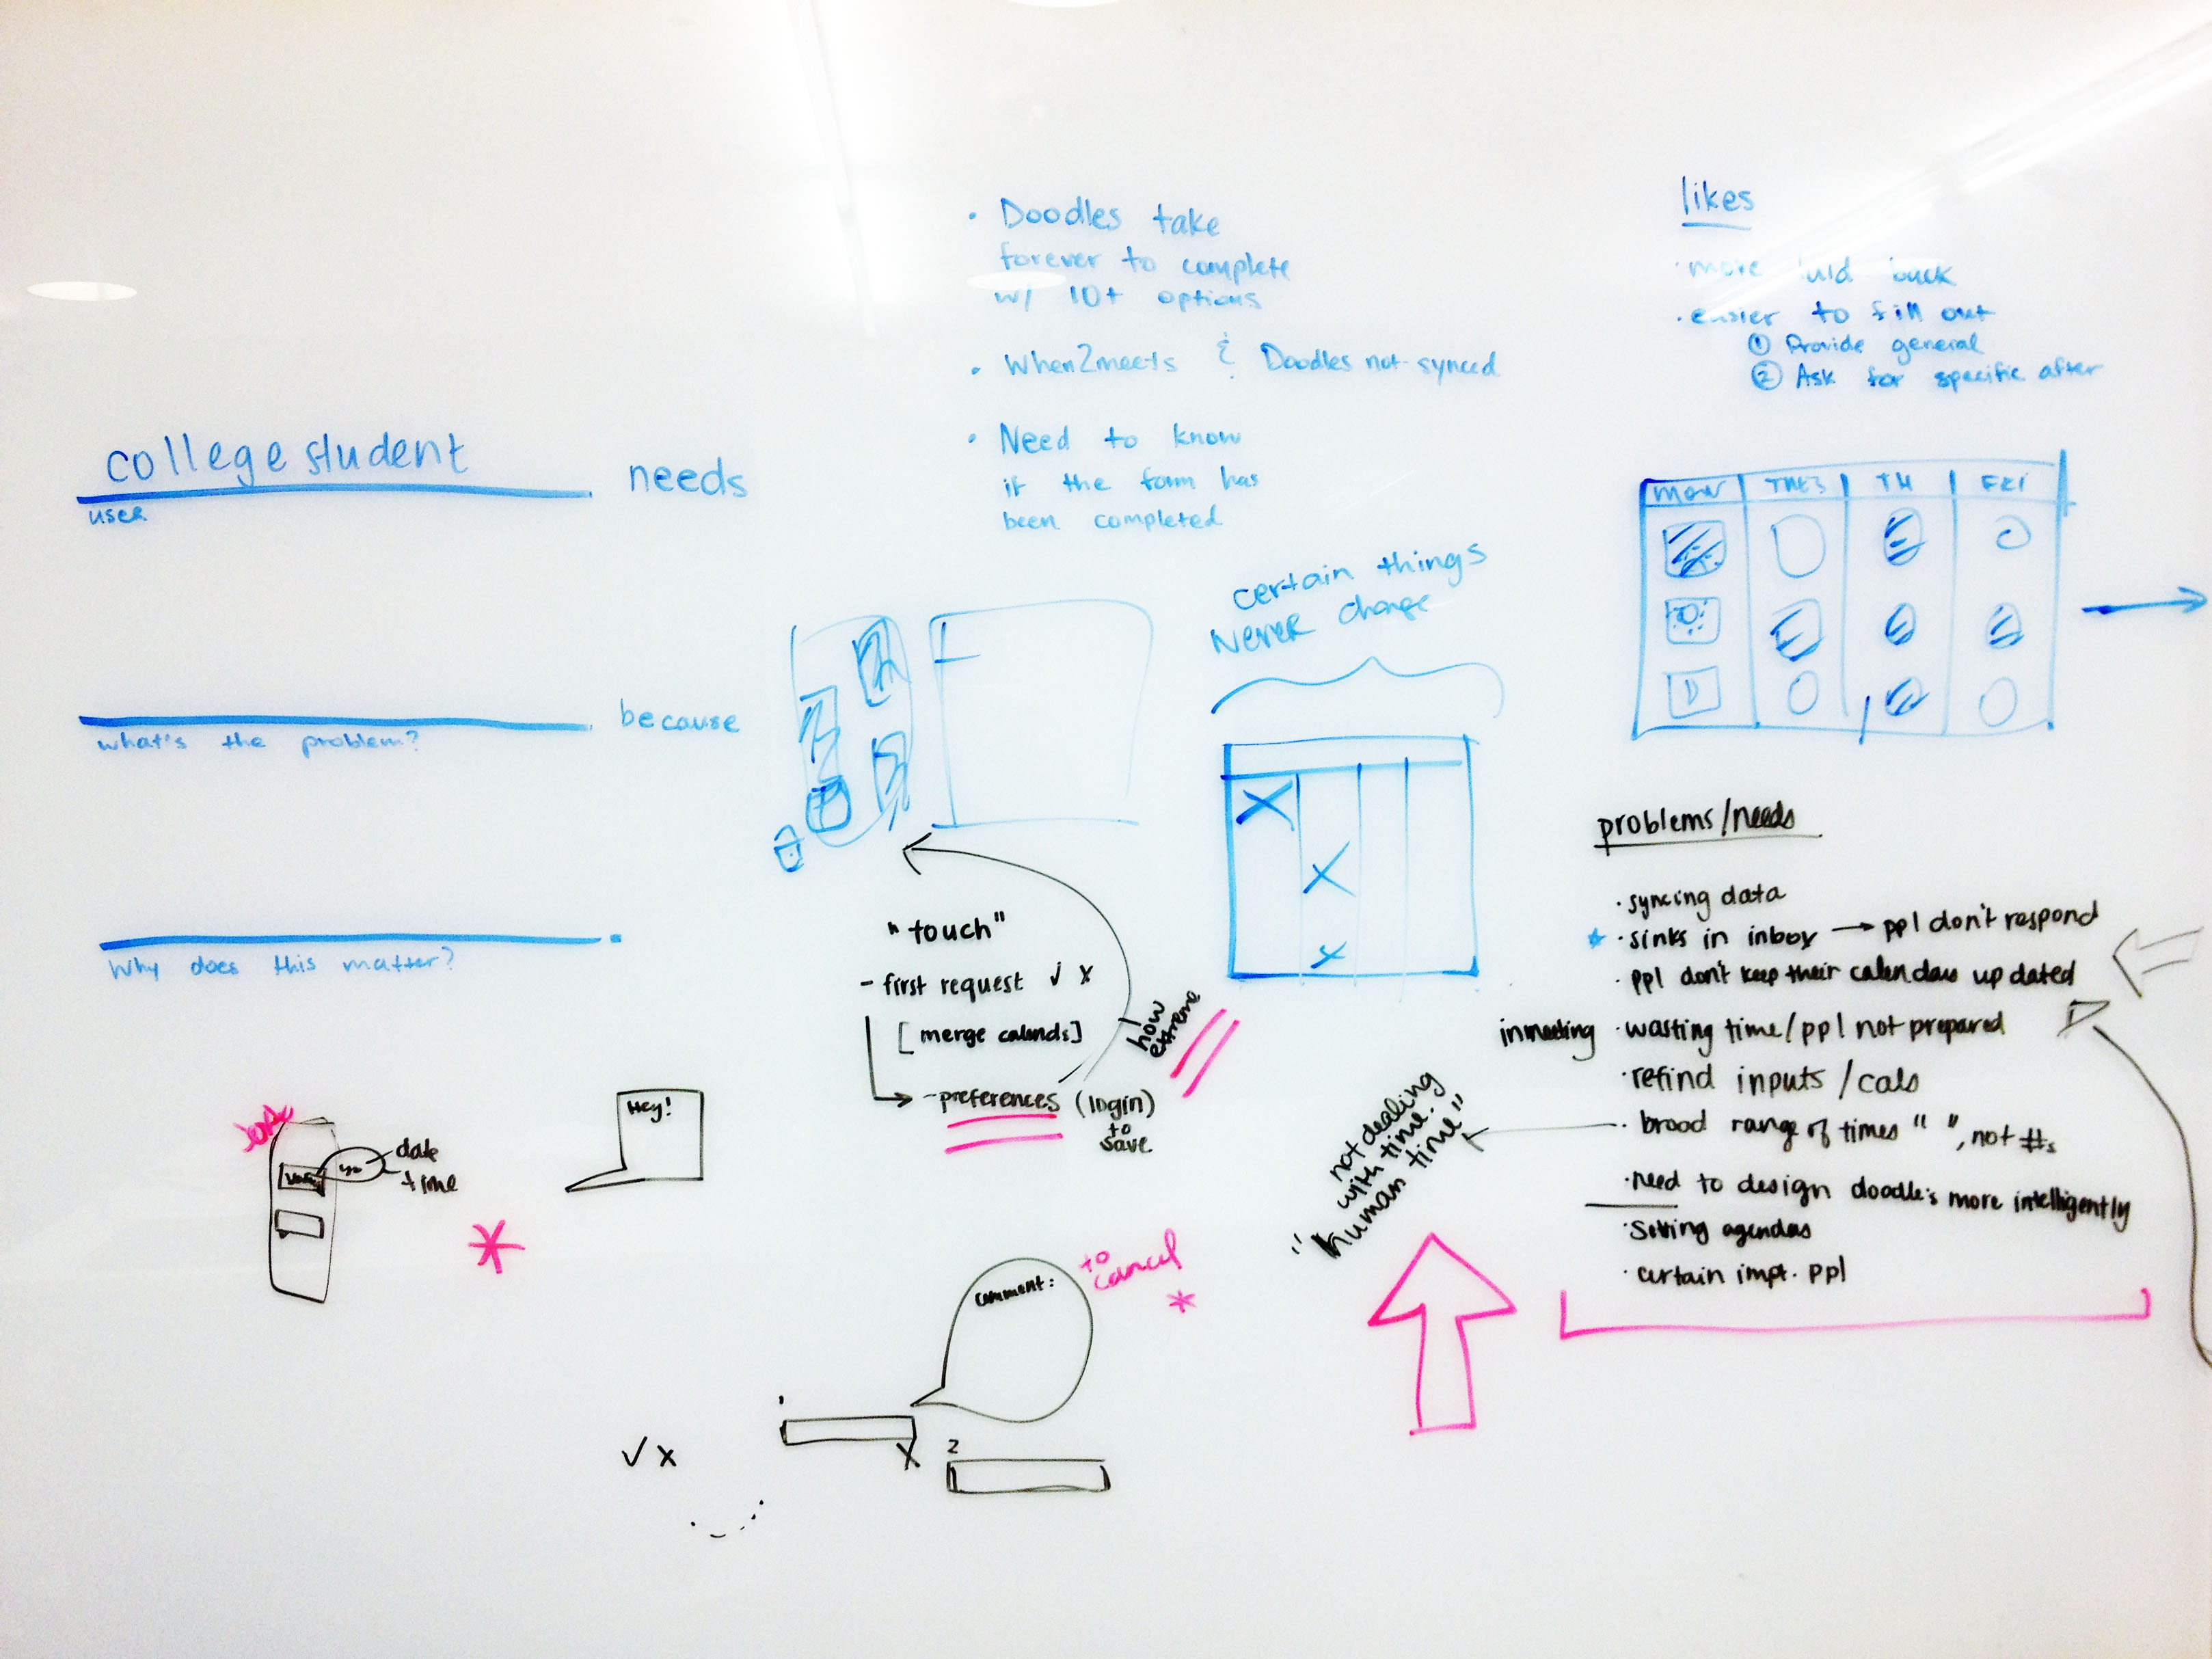 college student
needs
user
because
what's the problem?
Why does this matter?
• Doodles take
forever to complete
w/ 10+ options
• When2meets & Doodles not synced
• Need to know
if the form has
been completed
certain things
NEVER change
likes
· more laid back
· easier to fill out
① Provide general
② Ask for specific after
MON TUES TH FRI
D
problems/needs
· syncing data
· sinks in inbox → ppl don't respond
· ppl don't keep their calendars updated
in meeting · wasting time/ppl not prepared
· refind inputs/cals
· broad range of times " ", not #s
· need to design doodle's more intelligently
· Setting agendas
· certain impt. ppl
"touch"
- first request √ x
[merge calends]
- preferences (login)
to
save
how
extreme
not dealing
with time.
"human time"
date
time
Hey!
comment:
to
cancel
*
*
1
x
2
√ x